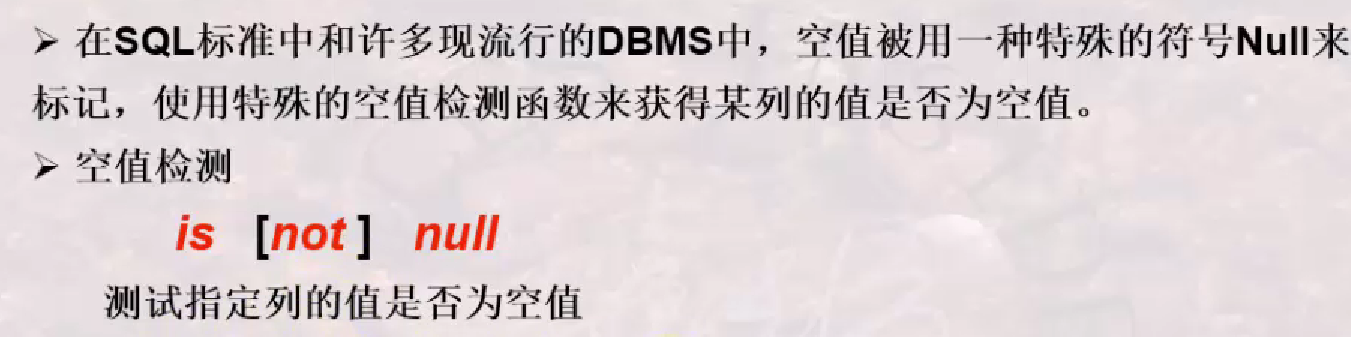 ➢ 在SQL标准中和许多现流行的DBMS中，空值被用一种特殊的符号Null来
标记，使用特殊的空值检测函数来获得某列的值是否为空值。
➢ 空值检测
is [not ] null
测试指定列的值是否为空值